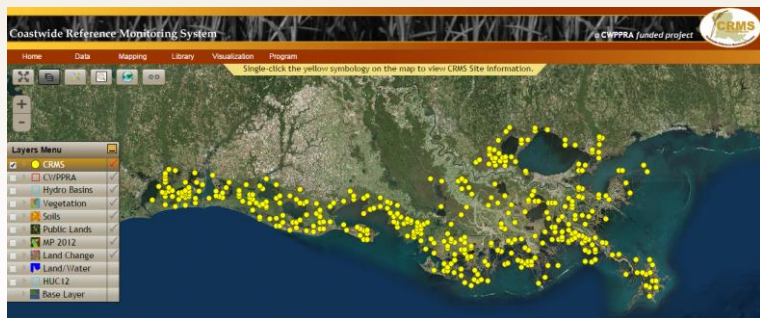 Coastwide Reference Monitoring System
a CWPPRA funded project
CRMS
Home Data Mapping Library Visualization Program
Single-click the yellow symbology on the map to view CRMS Site Information.
+
-
Layers Menu
CRMS
CWPPRA
Hydro Basins
Vegetation
Soils
Public Lands
MP 2012
Land Change
Land/Water
HUC12
Base Layer